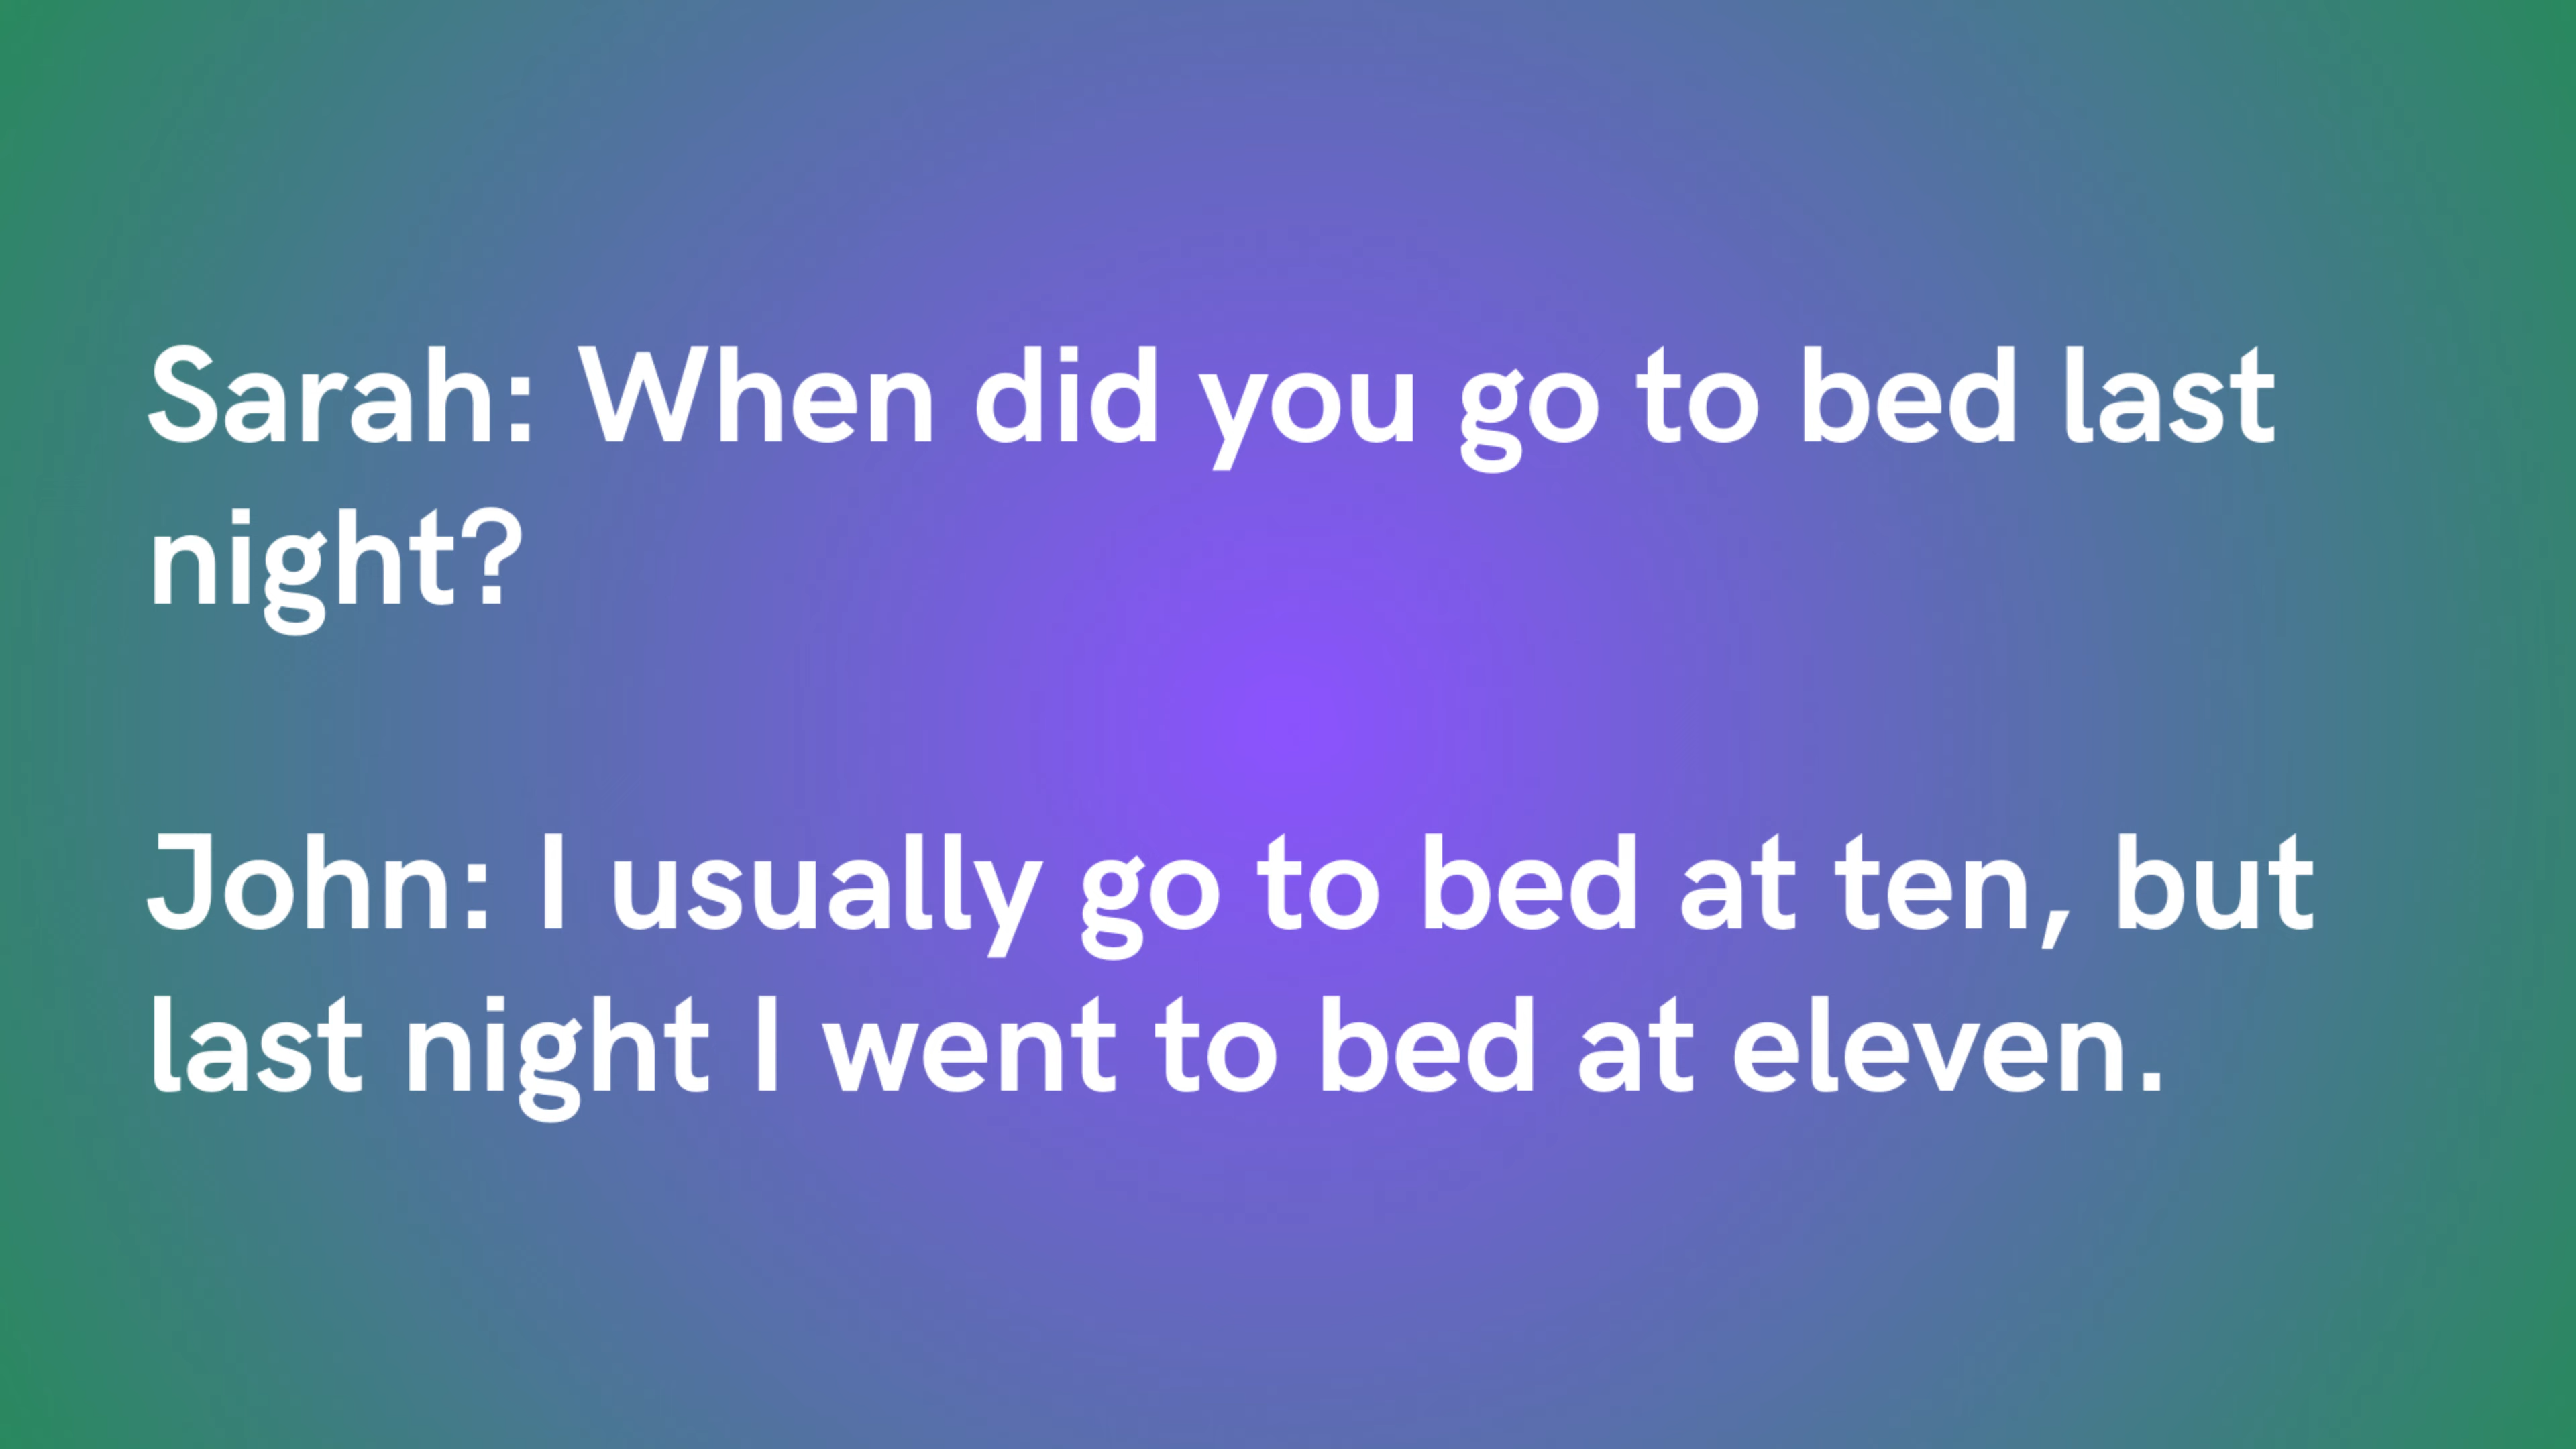 Sarah: When did you go to bed last
night?
John: I usually go to bed at ten, but
last night I went to bed at eleven.